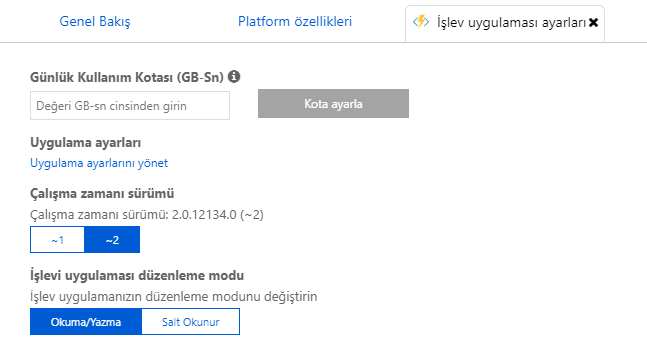 Genel Bakış
Platform özellikleri
İşlev uygulaması ayarları
Günlük Kullanım Kotası (GB-Sn)
Değeri GB-sn cinsinden girin
Kota ayarla
Uygulama ayarları
Uygulama ayarlarını yönet
Çalışma zamanı sürümü
Çalışma zamanı sürümü: 2.0.12134.0 (~2)
~1
~2
İşlevi uygulaması düzenleme modu
İşlev uygulamanızın düzenleme modunu değiştirin
Okuma/Yazma
Salt Okunur